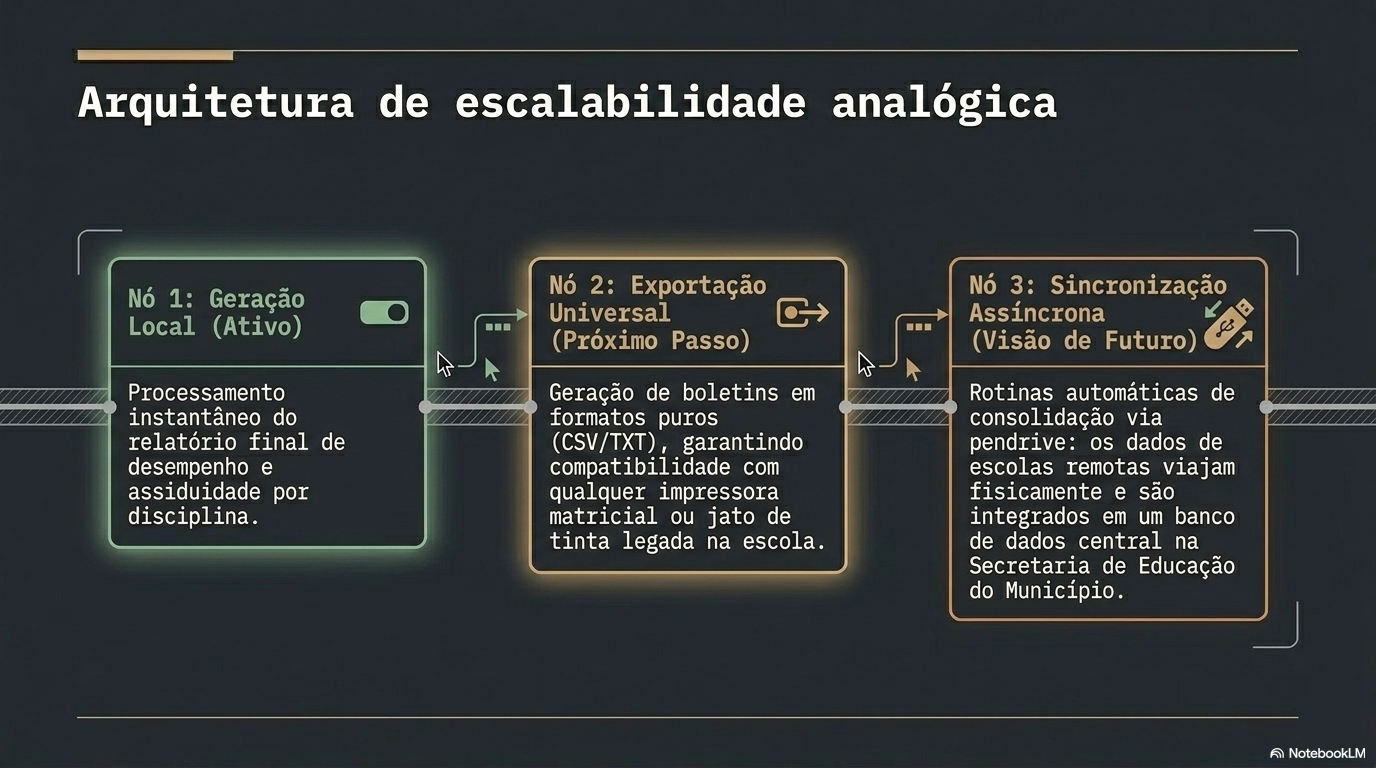 Arquitetura de escalabilidade analógica
Nó 1: Geração
Local (Ativo)
Processamento
instantâneo do
relatório final de
desempenho e
assiduidade por
disciplina.
Nó 2: Exportação
Universal
(Próximo Passo)
Geração de boletins em
formatos puros
(CSV/TXT), garantindo
compatibilidade com
qualquer impressora
matricial ou jato de
tinta legada na escola.
Nó 3: Sincronização
Assíncrona
(Visão de Futuro)
Rotinas automáticas de
consolidação via
pendrive: os dados de
escolas remotas viajam
fisicamente e são
integrados em um banco
de dados central na
Secretaria de Educação
do Município.
NotebookLM